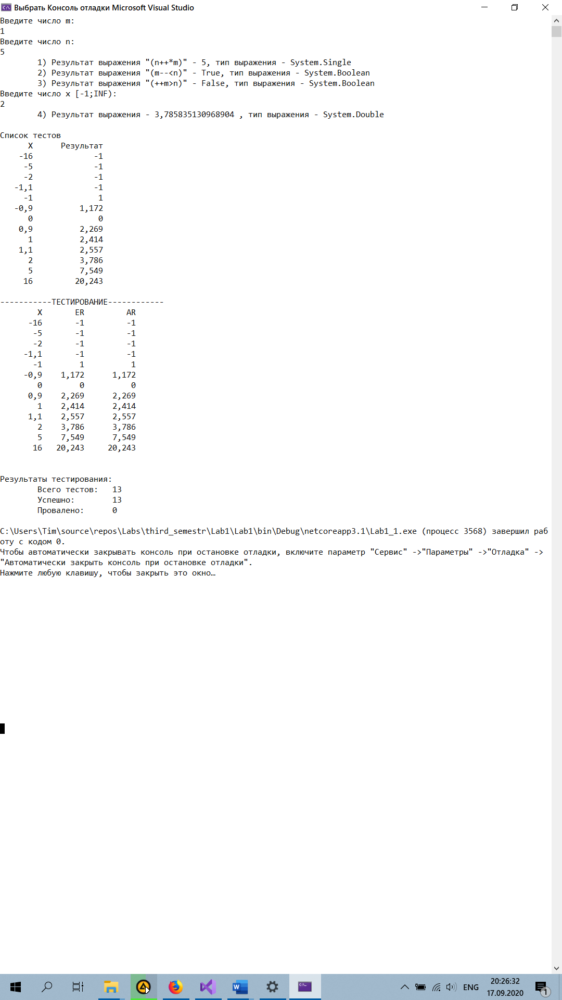 Выбрать Консоль отладки Microsoft Visual Studio
Введите число m:
1
Введите число n:
5
1) Результат выражения "(n++*m)" - 5, тип выражения - System.Single
2) Результат выражения "(m--<n)" - True, тип выражения - System.Boolean
3) Результат выражения "(++m>n)" - False, тип выражения - System.Boolean
Введите число x [-1;INF):
2
4) Результат выражения - 3,785835130968904 , тип выражения - System.Double
Список тестов
X Результат
-16 -1
-5 -1
-2 -1
-1,1 -1
-1 1
-0,9 1,172
0 0
0,9 2,269
1 2,414
1,1 2,557
2 3,786
5 7,549
16 20,243
-----------ТЕСТИРОВАНИЕ------------
X ER AR
-16 -1 -1
-5 -1 -1
-2 -1 -1
-1,1 -1 -1
-1 1 1
-0,9 1,172 1,172
0 0 0
0,9 2,269 2,269
1 2,414 2,414
1,1 2,557 2,557
2 3,786 3,786
5 7,549 7,549
16 20,243 20,243
Результаты тестирования:
Всего тестов: 13
Успешно: 13
Провалено: 0
C:\Users\Tim\source\repos\Labs\third_semestr\Lab1\Lab1\bin\Debug\netcoreapp3.1\Lab1_1.exe (процесс 3568) завершил раб
оту с кодом 0.
Чтобы автоматически закрывать консоль при остановке отладки, включите параметр "Сервис" ->"Параметры" ->"Отладка" ->
"Автоматически закрыть консоль при остановке отладки".
Нажмите любую клавишу, чтобы закрыть это окно…
ENG
20:26:32
17.09.2020
1